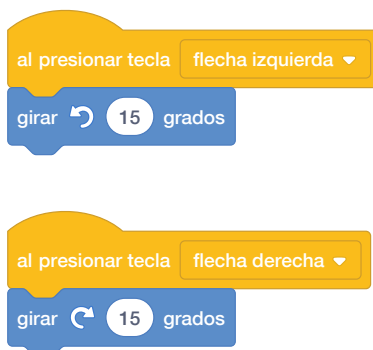 al presionar tecla flecha izquierda
girar 15 grados
al presionar tecla flecha derecha
girar 15 grados